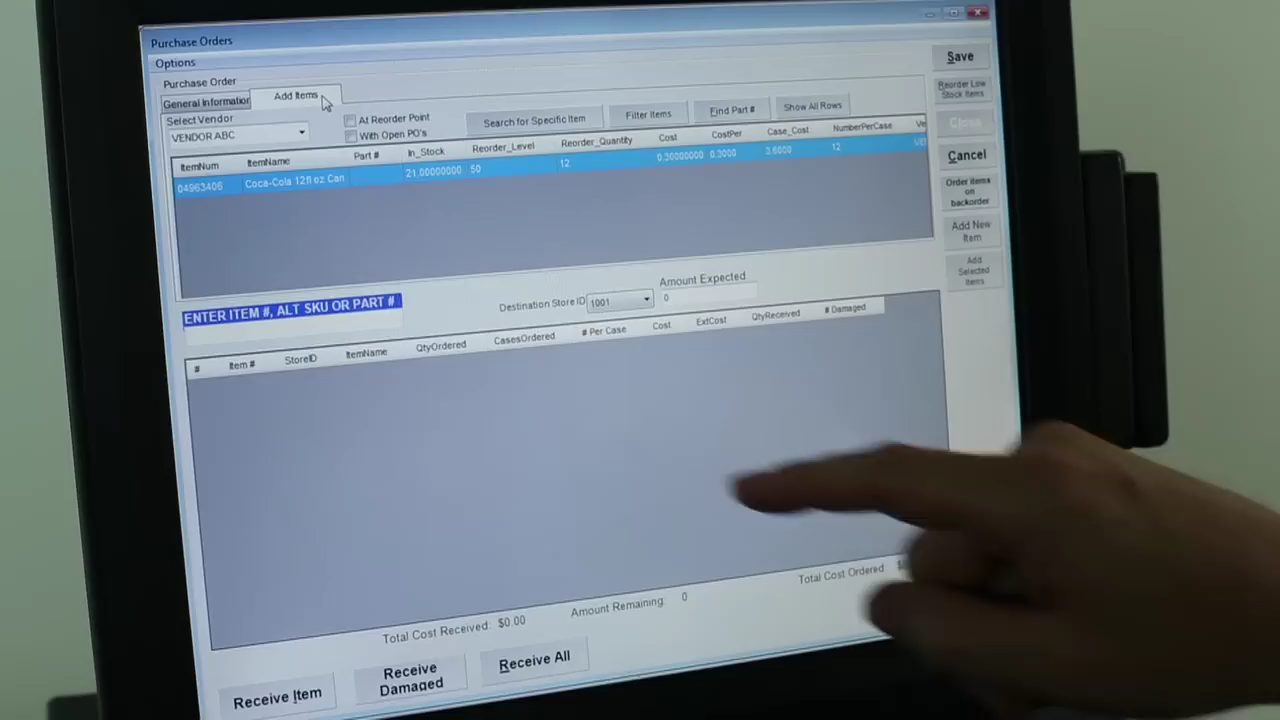 Purchase Orders
Options
Purchase Order
General Information
Add Items
Select Vendor
VENDOR ABC
At Reorder Point
With Open PO's
Search for Specific Item
Filter Items
Find Part #
Show All Rows
ItemNum ItemName Part # In_Stock Reorder_Level Reorder_Quantity Cost CostPer Case_Cost NumberPerCase Ve
04963406 Coca-Cola 12fl oz Can 21.00000000 50 12 0.30000000 0.3000 3.6000 12
Save
Reorder Low
Stock Items
Close
Cancel
Order items
on
backorder
Add New
Item
Add
Selected
Items
ENTER ITEM #, ALT SKU OR PART #
Destination Store ID 1001
Amount Expected
0
# Item # StoreID ItemName QtyOrdered CasesOrdered # Per Case Cost ExtCost QtyReceived # Damaged
Total Cost Received: $0.00
Amount Remaining: 0
Total Cost Ordered
Receive Item
Receive
Damaged
Receive All